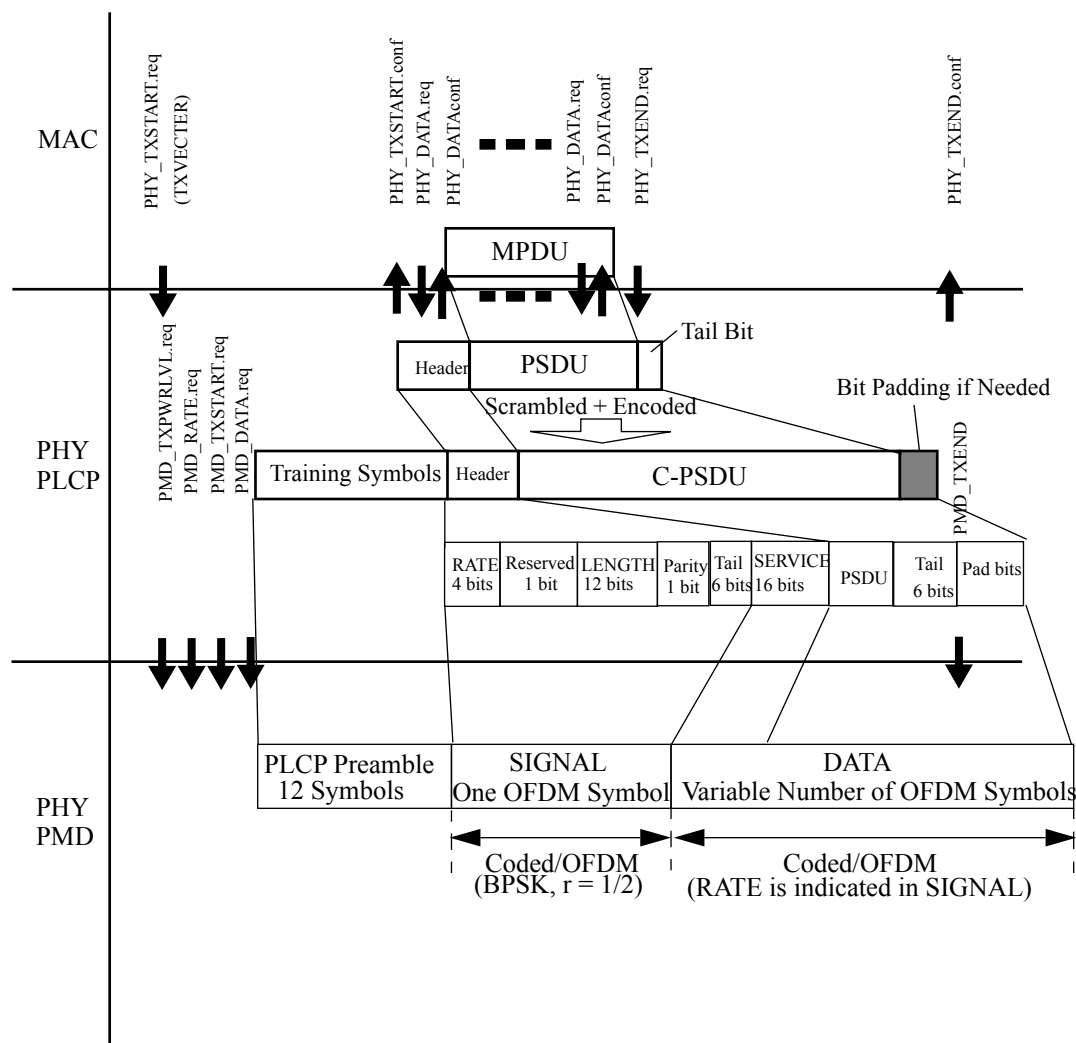 MAC
PHY_TXSTART.req
(TXVECTER)
PHY_TXSTART.conf
PHY_DATA.req
PHY_DATAconf
PHY_DATA.req
PHY_DATAconf
PHY_TXEND.req
PHY_TXEND.conf
MPDU
PHY
PLCP
PMD_TXPWRLVL.req
PMD_RATE.req
PMD_TXSTART.req
PMD_DATA.req
Tail Bit
Header
PSDU
Bit Padding if Needed
Scrambled + Encoded
Training Symbols
Header
C-PSDU
PMD_TXEND
RATE
4 bits
Reserved
1 bit
LENGTH
12 bits
Parity
1 bit
Tail
6 bits
SERVICE
16 bits
PSDU
Tail
6 bits
Pad bits
PHY
PMD
PLCP Preamble
12 Symbols
SIGNAL
One OFDM Symbol
DATA
Variable Number of OFDM Symbols
Coded/OFDM
(BPSK, r = 1/2)
Coded/OFDM
(RATE is indicated in SIGNAL)